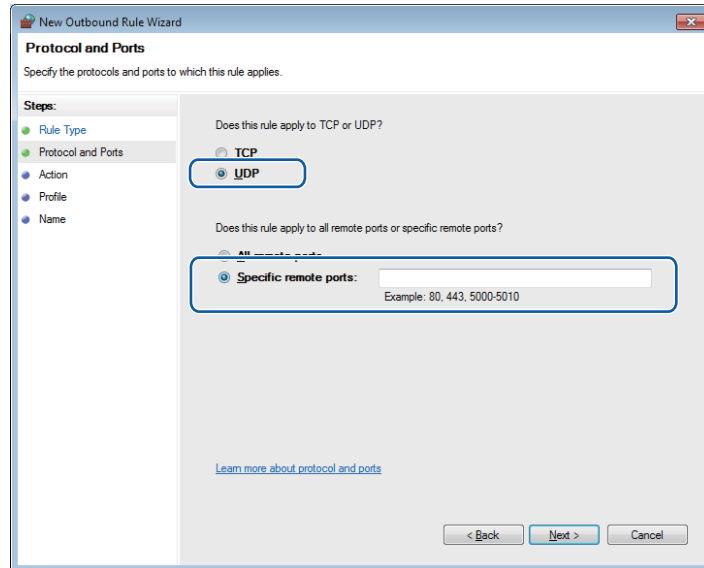 New Outbound Rule Wizard
Protocol and Ports
Specify the protocols and ports to which this rule applies.
Steps:
Rule Type
Protocol and Ports
Action
Profile
Name
Does this rule apply to TCP or UDP?
TCP
UDP
Does this rule apply to all remote ports or specific remote ports?
All remote ports
Specific remote ports:
Example: 80, 443, 5000-5010
Learn more about protocol and ports
< Back
Next >
Cancel